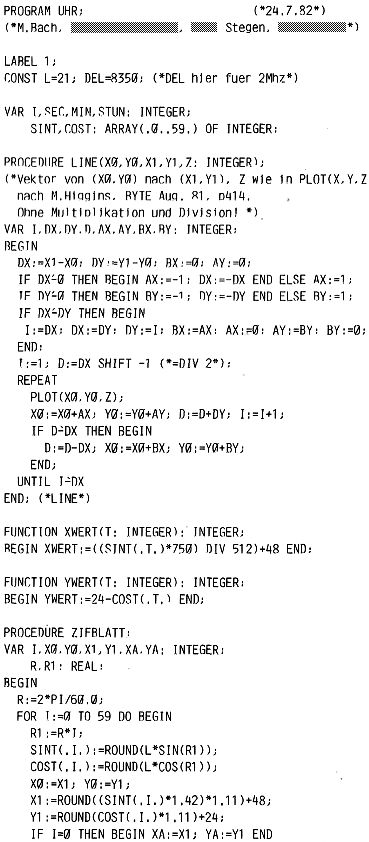 PROGRAM UHR; (*24.7.82*)
(*M.Bach, Stegen, *)
LABEL 1;
CONST L=21; DEL=8350; (*DEL hier fuer 2Mhz*)
VAR I,SEC,MIN,STUN: INTEGER;
SINT,COST: ARRAY(.0..59.) OF INTEGER;
PROCEDURE LINE(X0,Y0,X1,Y1,Z: INTEGER);
(*Vektor von (X0,Y0) nach (X1,Y1), Z wie in PLOT(X,Y,Z
nach M.Higgins, BYTE Aug. 81, p414.
Ohne Multiplikation und Division! *)
VAR I,DX,DY,D,AX,AY,BX,BY: INTEGER;
BEGIN
DX:=X1-X0; DY:=Y1-Y0; BX:=0; AY:=0;
IF DX 0 THEN BEGIN AX:=-1; DX:=-DX END ELSE AX:=1;
IF DY 0 THEN BEGIN BY:=-1; DY:=-DY END ELSE BY:=1;
IF DX DY THEN BEGIN
I:=DX; DX:=DY; DY:=I; BX:=AX; AX:=0; AY:=BY; BY:=0;
END;
I:=1; D:=DX SHIFT -1 (*=DIV 2*);
REPEAT
PLOT(X0,Y0,Z);
X0:=X0+AX; Y0:=Y0+AY; D:=D+DY; I:=I+1;
IF D DX THEN BEGIN
D:=D-DX; X0:=X0+BX; Y0:=Y0+BY;
END;
UNTIL I DX
END; (*LINE*)
FUNCTION XWERT(T: INTEGER): INTEGER;
BEGIN XWERT:=((SINT(.T.)*750) DIV 512)+48 END;
FUNCTION YWERT(T: INTEGER): INTEGER;
BEGIN YWERT:=24-COST(.T.) END;
PROCEDURE ZIFBLATT;
VAR I,X0,Y0,X1,Y1,XA,YA: INTEGER;
R,R1: REAL;
BEGIN
R:=2*PI/60.0;
FOR I:=0 TO 59 DO BEGIN
R1:=R*I;
SINT(.I.):=ROUND(L*SIN(R1));
COST(.I.):=ROUND(L*COS(R1));
X0:=X1; Y0:=Y1;
X1:=ROUND((SINT(.I.)*1.42)*1.11)+48;
Y1:=ROUND(COST(.I.)*1.11)+24;
IF I=0 THEN BEGIN XA:=X1; YA:=Y1 END